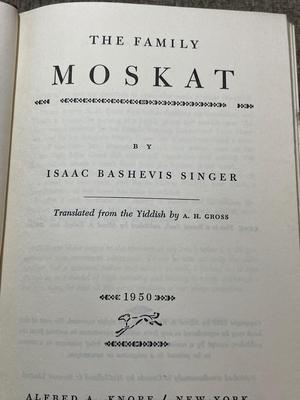 THE FAMILY
MOSKAT
BY
ISAAC BASHEVIS SINGER
Translated from the Yiddish by A. H. GROSS
1950
ALFRED A. KNOPF / NEW YORK